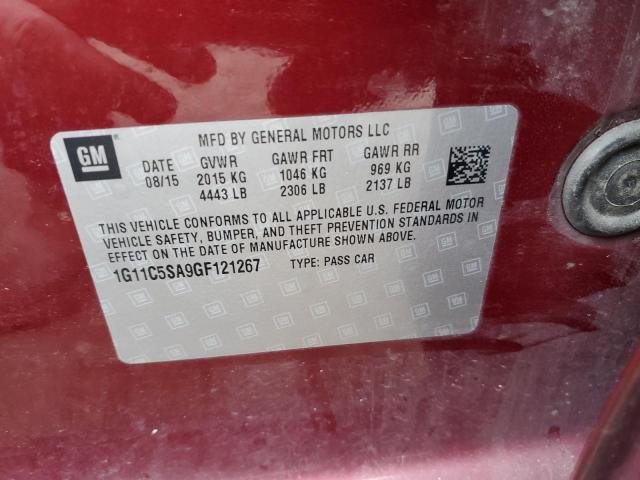 MFD BY GENERAL MOTORS LLC
GM
DATE GVWR GAWR FRT GAWR RR
08/15 2015 KG 1046 KG 969 KG
4443 LB 2306 LB 2137 LB
THIS VEHICLE CONFORMS TO ALL APPLICABLE U.S. FEDERAL MOTOR
VEHICLE SAFETY, BUMPER, AND THEFT PREVENTION STANDARDS IN
EFFECT ON THE DATE OF MANUFACTURE SHOWN ABOVE.
1G11C5SA9GF121267 TYPE: PASS CAR